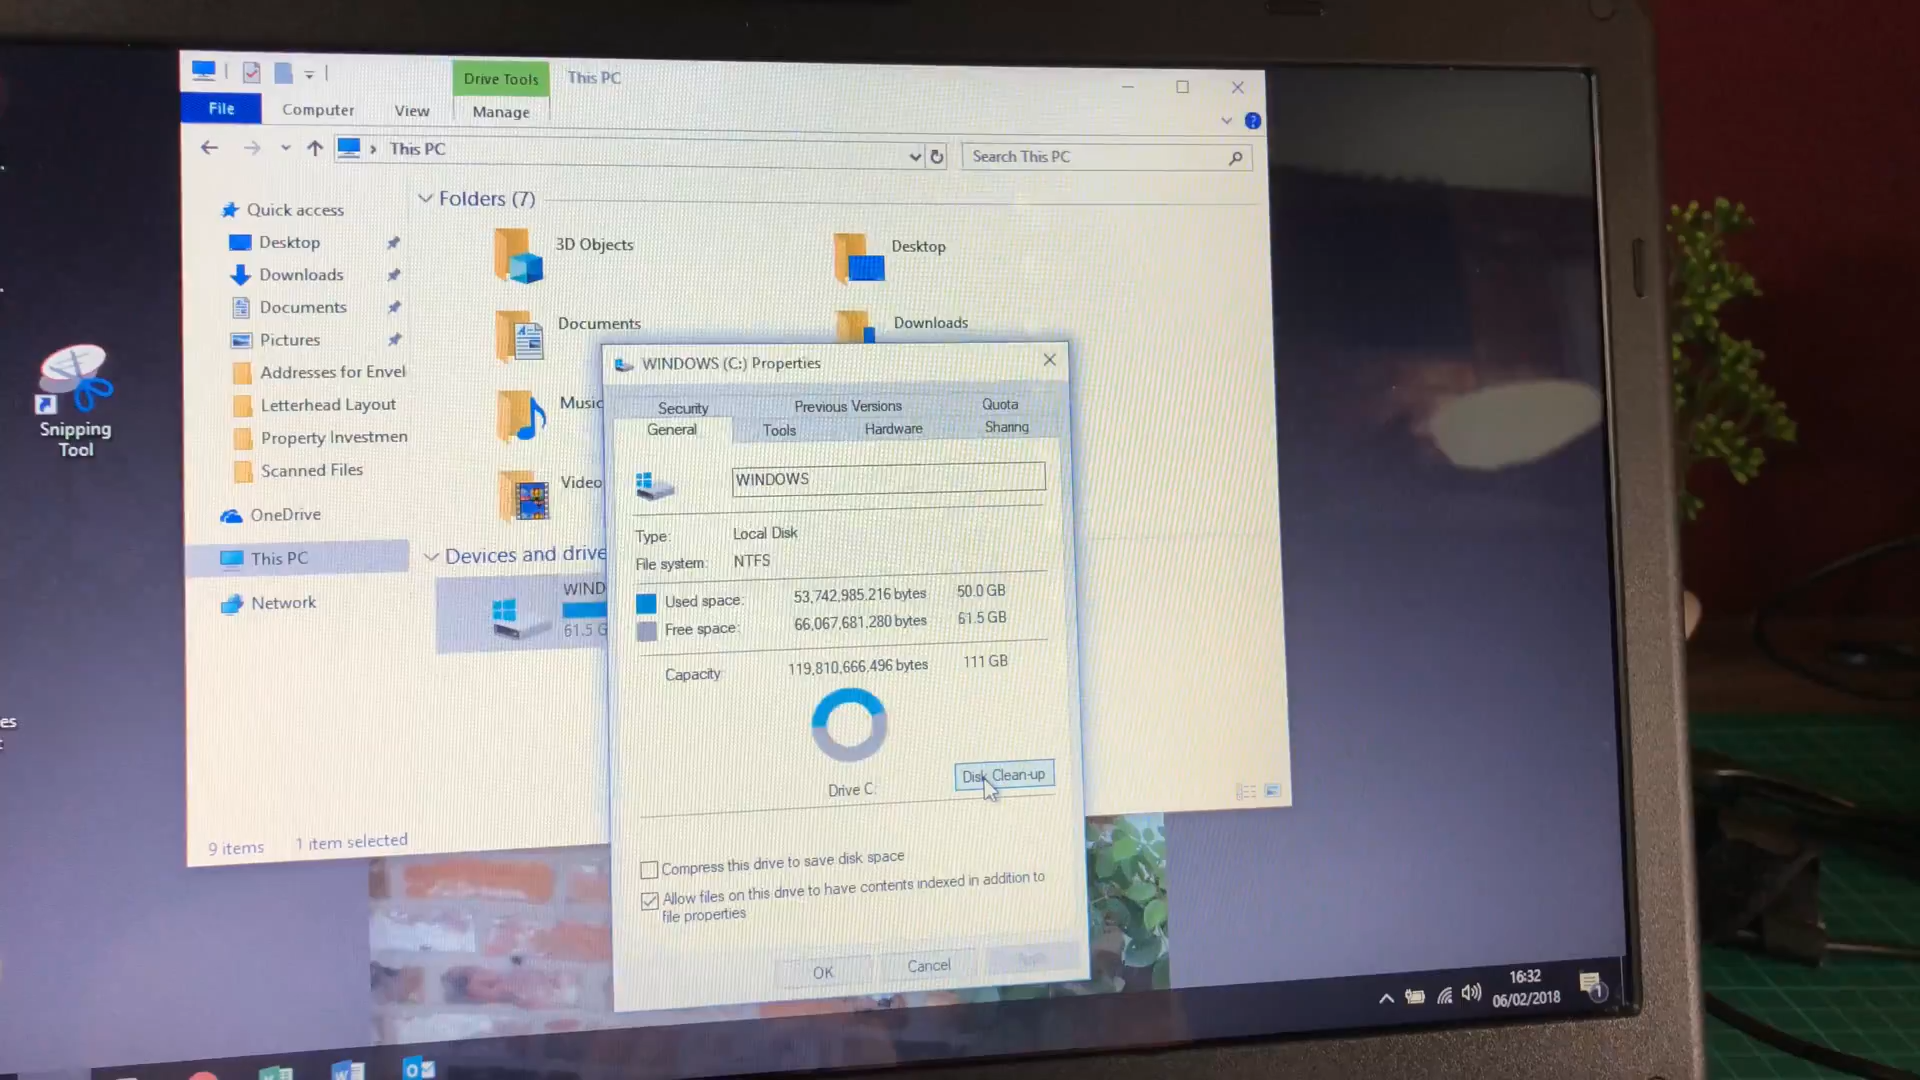 Drive Tools
This PC
File
Computer
View
Manage
This PC
Search This PC
Quick access
Desktop
Downloads
Documents
Pictures
Addresses for Envel
Letterhead Layout
Property Investmen
Scanned Files
OneDrive
This PC
Network
Folders (7)
3D Objects
Desktop
Documents
Downloads
Music
Video
Devices and drive
WIND
61.5 G
9 items
1 item selected
WINDOWS (C:) Properties
Security
Previous Versions
Quota
General
Tools
Hardware
Sharing
WINDOWS
Type:
Local Disk
File system:
NTFS
Used space:
53,742,985,216 bytes
50.0 GB
Free space:
66,067,681,280 bytes
61.5 GB
Capacity:
119,810,666,496 bytes
111 GB
Drive C:
Disk Clean-up
Compress this drive to save disk space
Allow files on this drive to have contents indexed in addition to
file properties
OK
Cancel
Snipping
Tool
es
16:32
06/02/2018
1